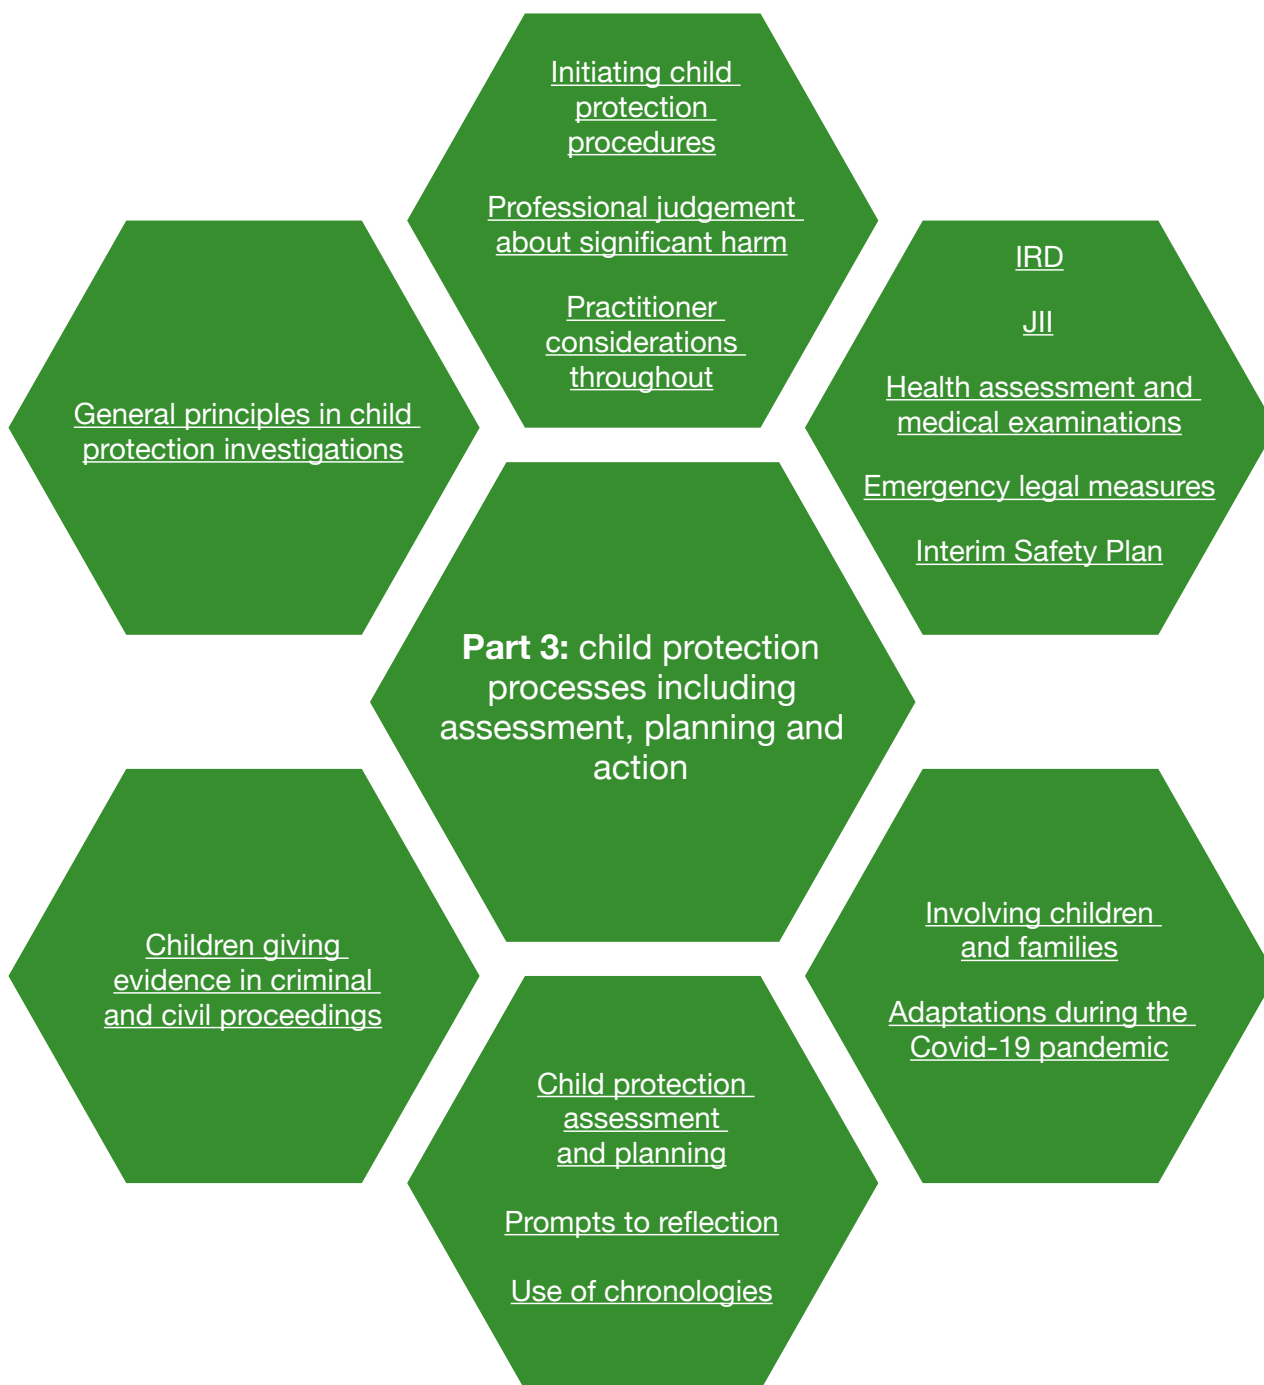 Initiating child
protection
procedures
Professional judgement
about significant harm
Practitioner
considerations
throughout
IRD
JII
Health assessment and
medical examinations
Emergency legal measures
Interim Safety Plan
General principles in child
protection investigations
Part 3: child protection
processes including
assessment, planning and
action
Children giving
evidence in criminal
and civil proceedings
Involving children
and families
Adaptations during the
Covid-19 pandemic
Child protection
assessment
and planning
Prompts to reflection
Use of chronologies